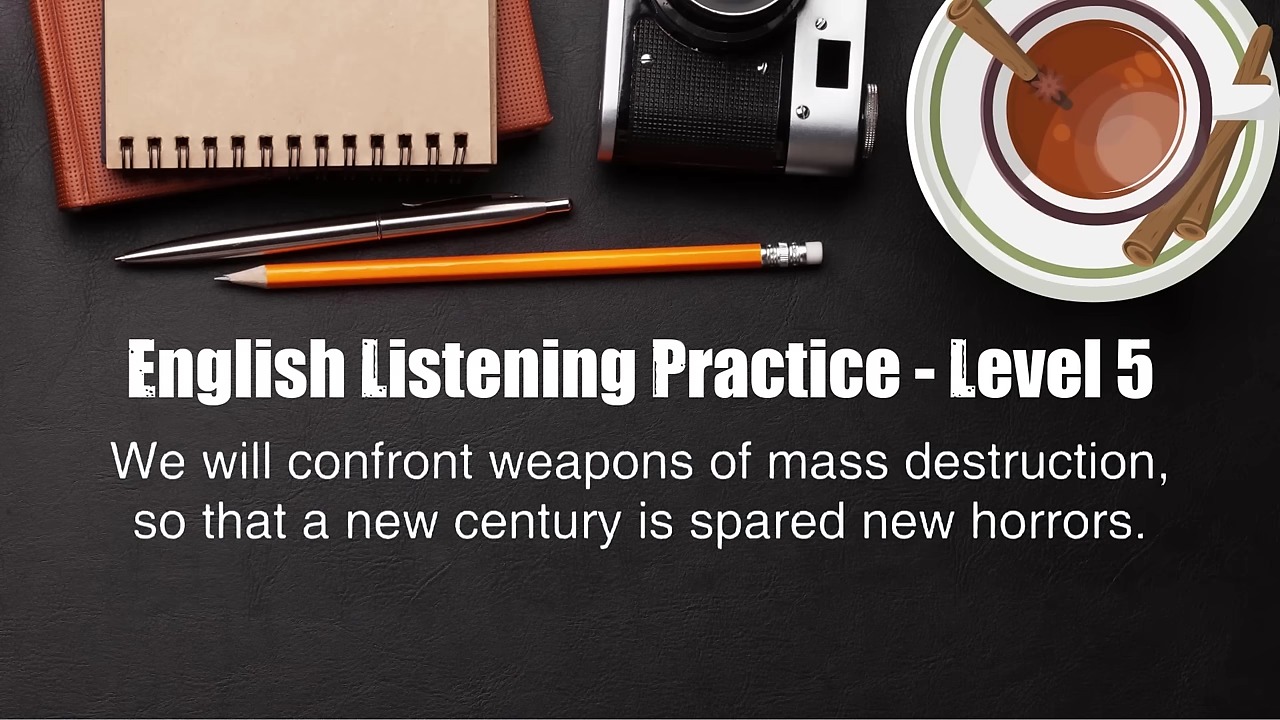 English Listening Practice - Level 5
We will confront weapons of mass destruction,
so that a new century is spared new horrors.